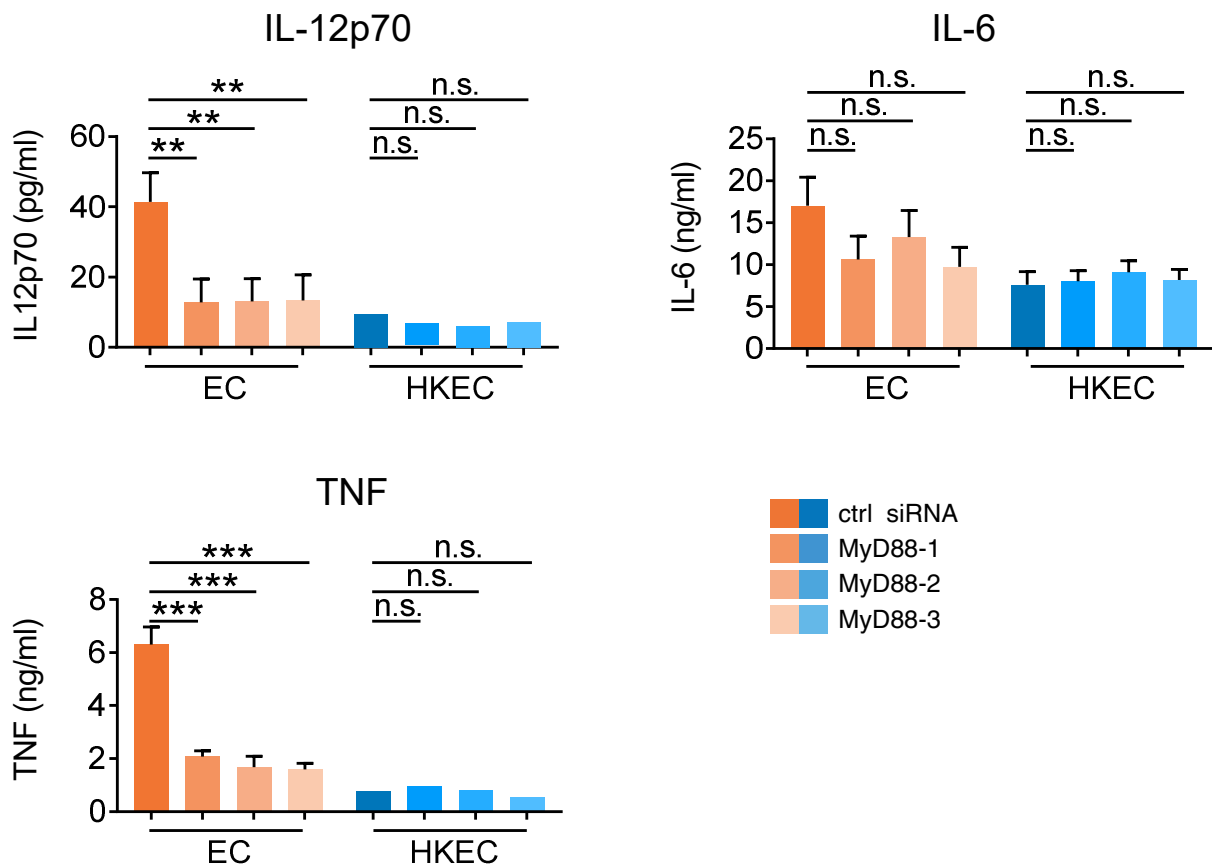 IL-12p70
**
**
**
n.s.
n.s.
n.s.
IL12p70 (pg/ml)
60
40
20
0
EC
HKEC
IL-6
n.s.
n.s.
n.s.
n.s.
n.s.
n.s.
IL-6 (ng/ml)
25
20
15
10
5
0
EC
HKEC
TNF
***
***
***
n.s.
n.s.
n.s.
TNF (ng/ml)
8
6
4
2
0
EC
HKEC
ctrl siRNA
MyD88-1
MyD88-2
MyD88-3